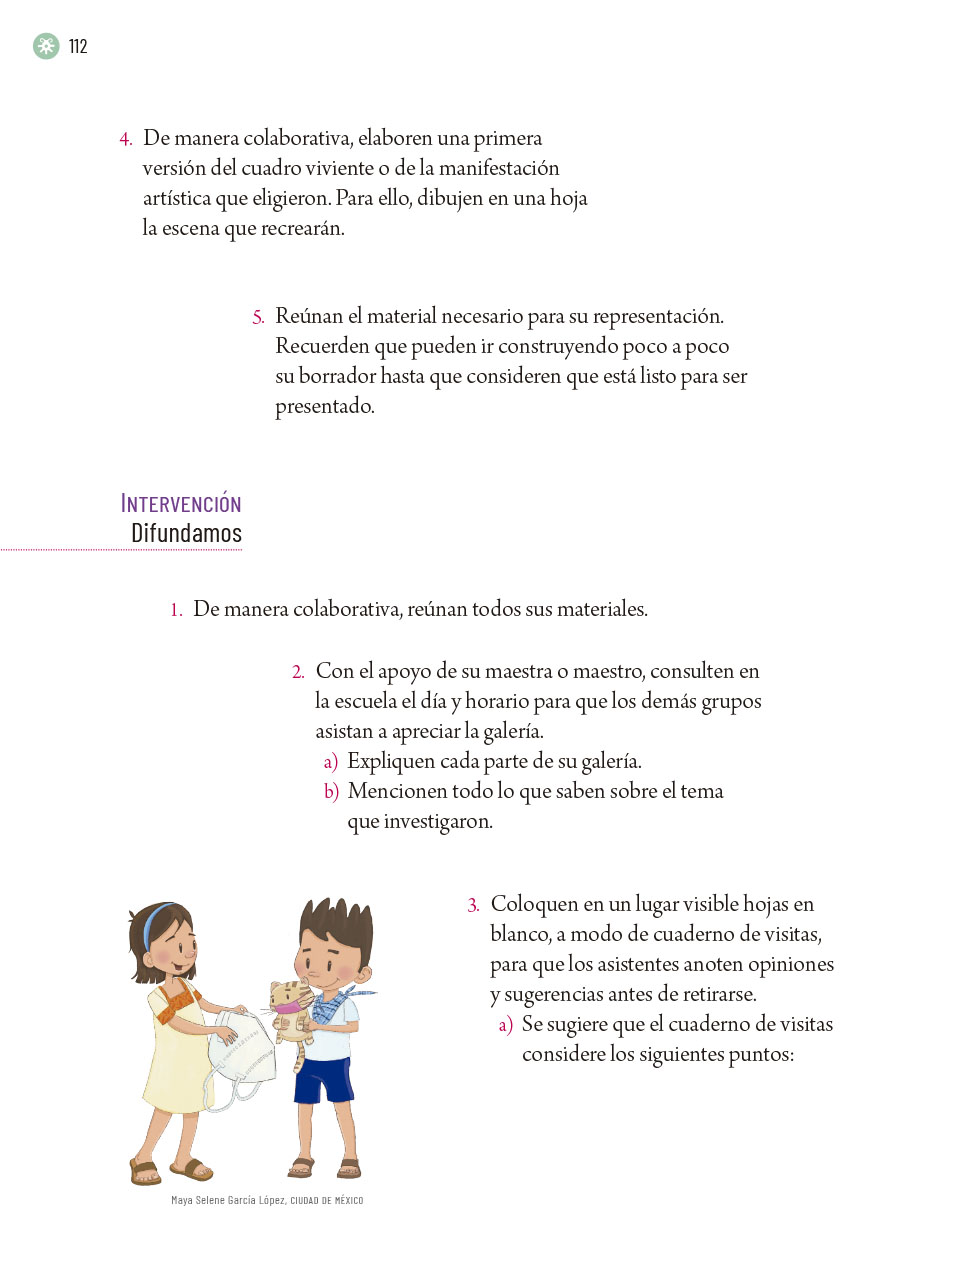 112
4. De manera colaborativa, elaboren una primera
versión del cuadro viviente o de la manifestación
artística que eligieron. Para ello, dibujen en una hoja
la escena que recrearán.
5. Reúnan el material necesario para su representación.
Recuerden que pueden ir construyendo poco a poco
su borrador hasta que consideren que está listo para ser
presentado.
Intervención
Difundamos
1. De manera colaborativa, reúnan todos sus materiales.
2. Con el apoyo de su maestra o maestro, consulten en
la escuela el día y horario para que los demás grupos
asistan a apreciar la galería.
a) Expliquen cada parte de su galería.
b) Mencionen todo lo que saben sobre el tema
que investigaron.
3. Coloquen en un lugar visible hojas en
blanco, a modo de cuaderno de visitas,
para que los asistentes anoten opiniones
y sugerencias antes de retirarse.
a) Se sugiere que el cuaderno de visitas
considere los siguientes puntos:
Maya Selene García López, CIUDAD DE MÉXICO